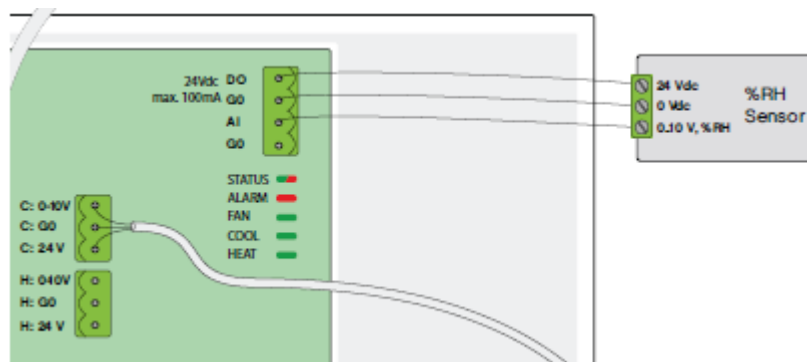 24Vdc DO
max. 100mA G0
AI
G0
24 Vdc
0 Vdc
0..10 V, %RH
%RH
Sensor
STATUS
ALARM
FAN
COOL
HEAT
C: 0-10V
C: G0
C: 24 V
H: 0-10V
H: G0
H: 24 V